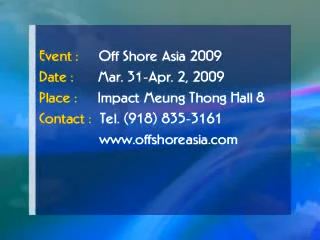 Event : Off Shore Asia 2009
Date : Mar. 31-Apr. 2, 2009
Place : Impact Meung Thong Hall 8
Contact : Tel. (918) 835-3161
www.offshoreasia.com